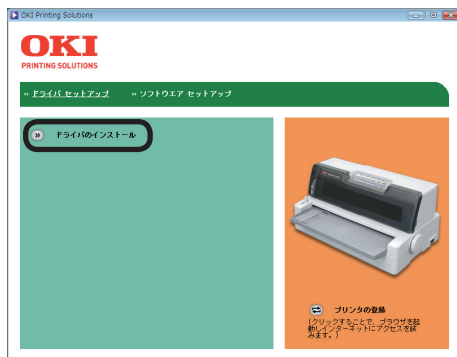 OKI Printing Solutions
OKI
PRINTING SOLUTIONS
» ドライバ セットアップ » ソフトウエア セットアップ
» ドライバのインストール
プリンタの登録
(クリックすることで、ブラウザを起
動しインターネットにアクセスを試
みます。)